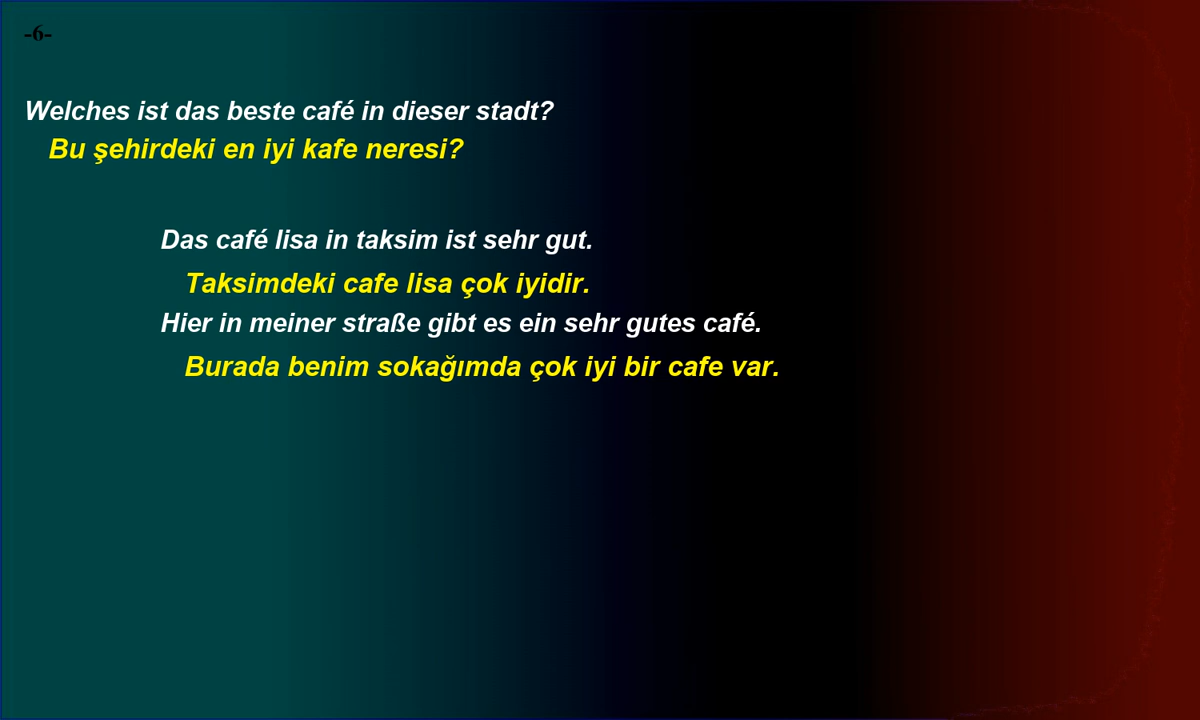 -6-
Welches ist das beste café in dieser stadt?
Bu şehirdeki en iyi kafe neresi?
Das café lisa in taksim ist sehr gut.
Taksimdeki cafe lisa çok iyidir.
Hier in meiner straße gibt es ein sehr gutes café.
Burada benim sokağımda çok iyi bir cafe var.